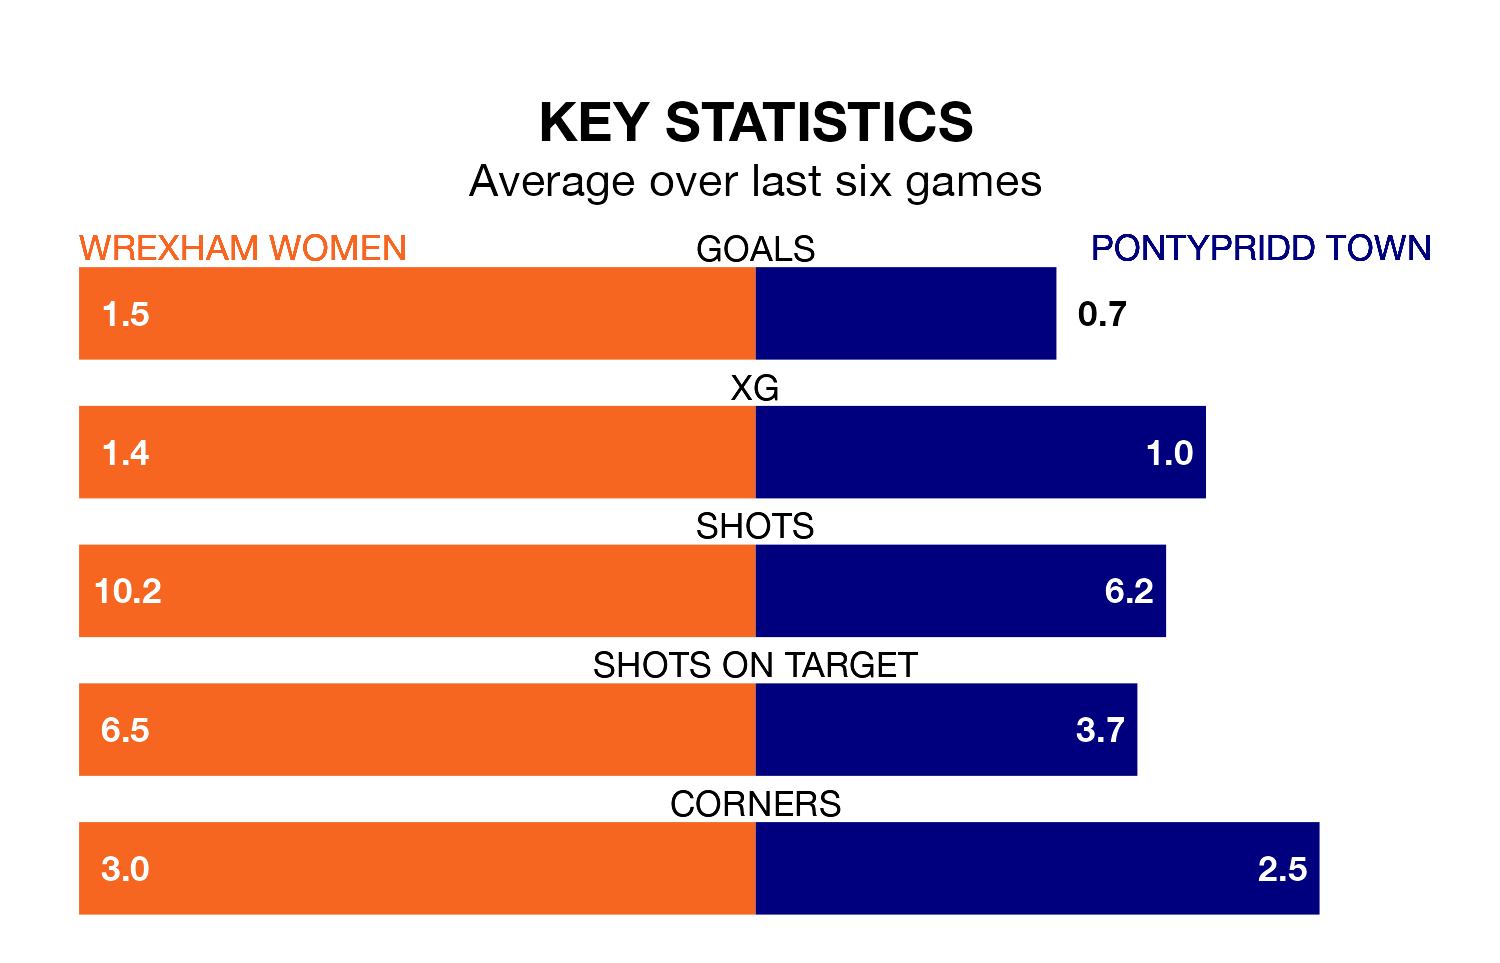 KEY STATISTICS
Average over last six games
WREXHAM WOMEN GOALS PONTYPRIDD TOWN
1.5 0.7
XG
1.4 1.0
SHOTS
10.2 6.2
SHOTS ON TARGET
6.5 3.7
CORNERS
3.0 2.5